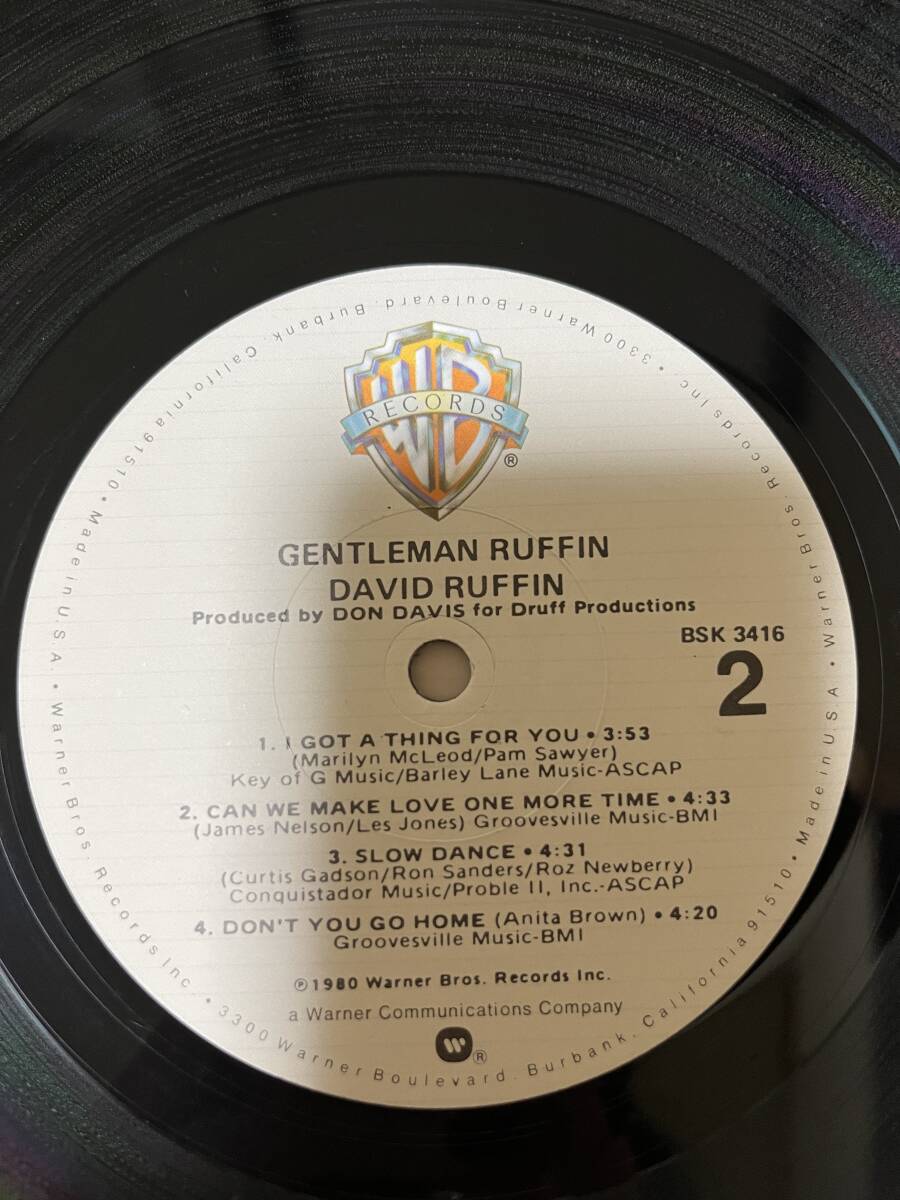 WB
RECORDS
®
GENTLEMAN RUFFIN
DAVID RUFFIN
Produced by DON DAVIS for Druff Productions
BSK 3416
2
1. I GOT A THING FOR YOU • 3:53
(Marilyn McLeod/Pam Sawyer)
Key of G Music/Barley Lane Music-ASCAP
2. CAN WE MAKE LOVE ONE MORE TIME • 4:33
(James Nelson/Les Jones) Groovesville Music-BMI
3. SLOW DANCE • 4:31
(Curtis Gadson/Ron Sanders/Roz Newberry)
Conquistador Music/Proble II, Inc.-ASCAP
4. DON'T YOU GO HOME (Anita Brown) • 4:20
Groovesville Music-BMI
℗1980 Warner Bros. Records Inc.
a Warner Communications Company
®
Warner Bros. Records Inc • 3300 Warner Boulevard. Burbank. California 91510 • Made in U.S.A. • Warner Bros. Records Inc • 3300 Warner Boulevard. Burbank. California 91510 • Made in U.S.A •